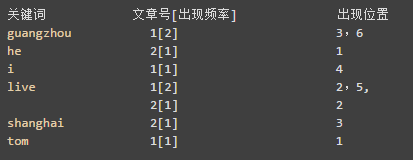 关键词 文章号[出现频率] 出现位置
guangzhou 1[2] 3，6
he 2[1] 1
i 1[1] 4
live 1[2] 2，5,
2[1] 2
shanghai 2[1] 3
tom 1[1] 1